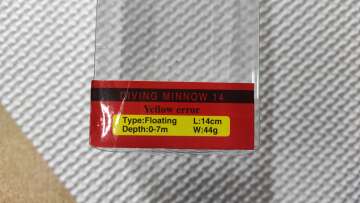 DIVING MINNOW 14
Yellow error
Type:Floating L:14cm
Depth:0-7m W:44g